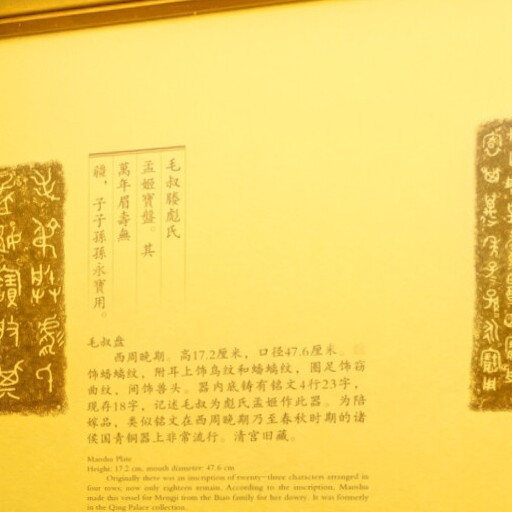 毛叔媵彪氏
孟姬寶盤。其
萬年眉壽無
疆，子子孫孫永寶用。
毛叔盘
西周晚期。高17.2厘米，口径47.6厘米。
饰蟠螭纹，附耳上饰鸟纹和蟠螭纹，圈足饰窃
曲纹，间饰兽头。器内底铸有铭文4行23字，
现存18字，记述毛叔为彪氏孟姬作此器。为陪
嫁品，类似铭文在西周晚期乃至春秋时期的诸
侯国青铜器上非常流行。清宫旧藏。
Maoshu Plate
Height: 17.2 cm, mouth diameter: 47.6 cm
Originally there was an inscription of twenty-three characters arranged in
four rows; now only eighteen remain. According to the inscription, Maoshu
made this vessel for Mengji from the Biao family for her dowry. It was formerly
in the Qing Palace collection.